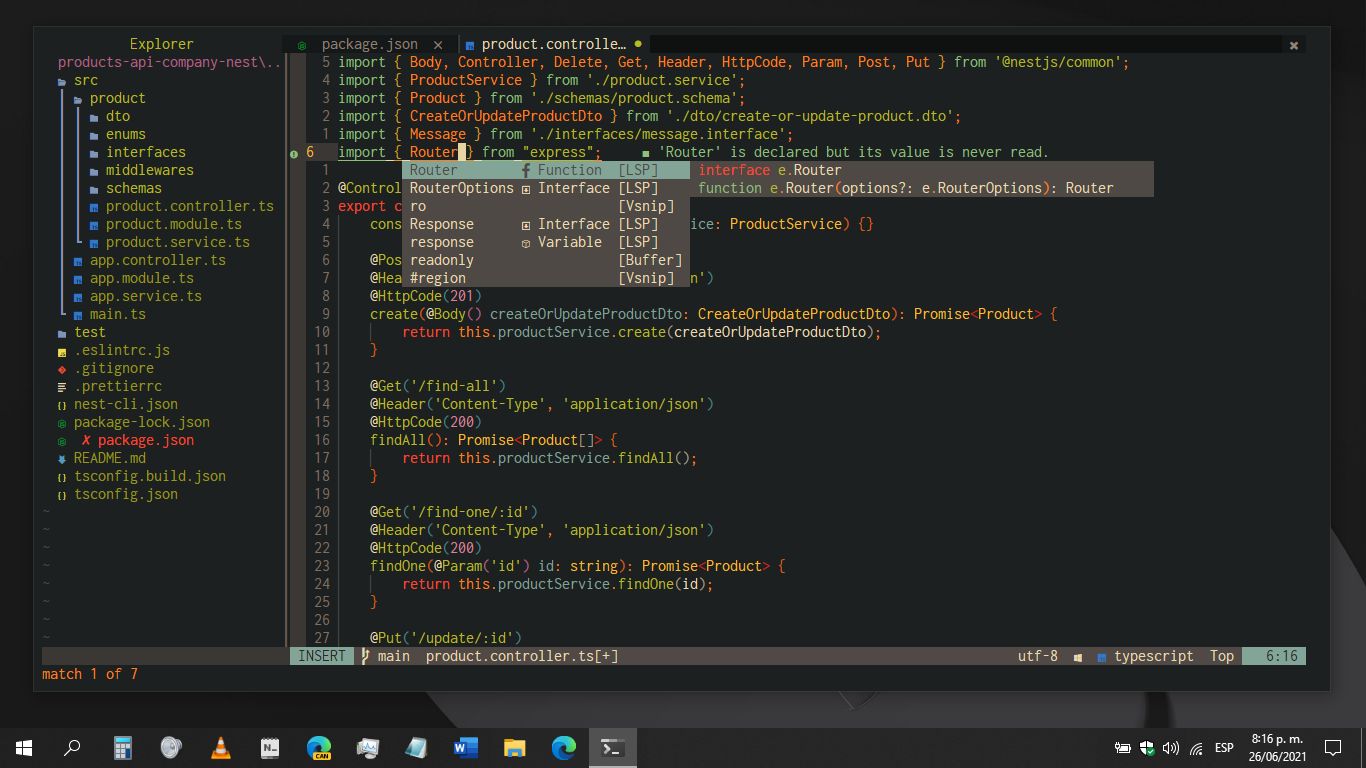 Explorer
products-api-company-nest\..
src
product
dto
enums
interfaces
middlewares
schemas
product.controller.ts
product.module.ts
product.service.ts
app.controller.ts
app.module.ts
app.service.ts
main.ts
test
.eslintrc.js
.gitignore
.prettierrc
nest-cli.json
package-lock.json
✗ package.json
README.md
tsconfig.build.json
tsconfig.json
~
~
~
~
~
~
~
~
package.json × product.controlle… ●
5 import { Body, Controller, Delete, Get, Header, HttpCode, Param, Post, Put } from '@nestjs/common';
4 import { ProductService } from './product.service';
3 import { Product } from './schemas/product.schema';
2 import { CreateOrUpdateProductDto } from './dto/create-or-update-product.dto';
1 import { Message } from './interfaces/message.interface';
6 import { Router } from "express"; ■ 'Router' is declared but its value is never read.
1
2 @Control
3 export c
4 cons ice: ProductService) {}
5
6 @Pos
7 @Hea n')
Router ƒ Function [LSP]
RouterOptions Interface [LSP]
ro [Vsnip]
Response Interface [LSP]
response Variable [LSP]
readonly [Buffer]
#region [Vsnip]
interface e.Router
function e.Router(options?: e.RouterOptions): Router
8 @HttpCode(201)
9 create(@Body() createOrUpdateProductDto: CreateOrUpdateProductDto): Promise<Product> {
10 return this.productService.create(createOrUpdateProductDto);
11 }
12
13 @Get('/find-all')
14 @Header('Content-Type', 'application/json')
15 @HttpCode(200)
16 findAll(): Promise<Product[]> {
17 return this.productService.findAll();
18 }
19
20 @Get('/find-one/:id')
21 @Header('Content-Type', 'application/json')
22 @HttpCode(200)
23 findOne(@Param('id') id: string): Promise<Product> {
24 return this.productService.findOne(id);
25 }
26
27 @Put('/update/:id')
INSERT main product.controller.ts[+] utf-8 typescript Top 6:16
match 1 of 7
N..
CAN
W
ESP
8:16 p. m.
26/06/2021